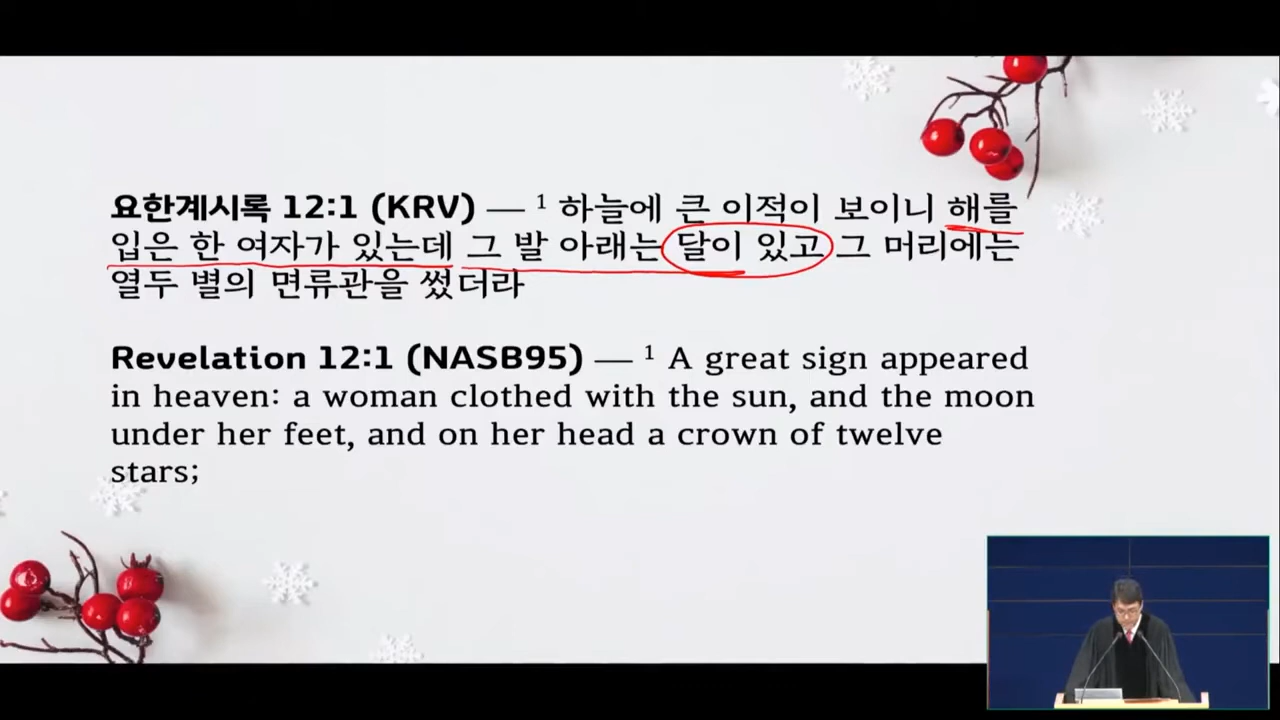 요한계시록 12:1 (KRV) — ¹ 하늘에 큰 이적이 보이니 해를
입은 한 여자가 있는데 그 발 아래는 달이 있고 그 머리에는
열두 별의 면류관을 썼더라
Revelation 12:1 (NASB95) — ¹ A great sign appeared
in heaven: a woman clothed with the sun, and the moon
under her feet, and on her head a crown of twelve
stars;